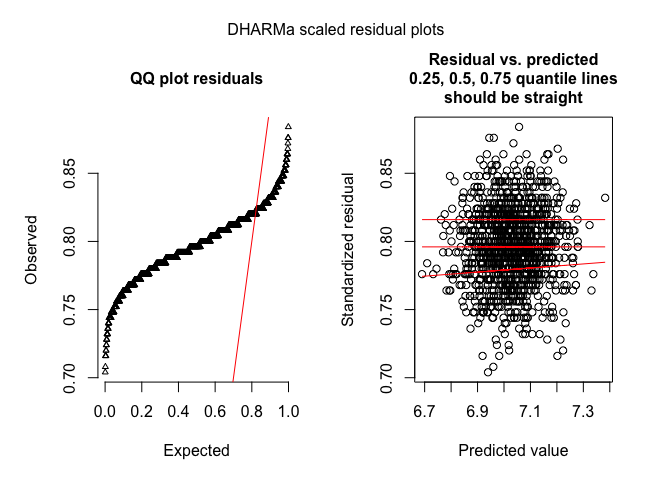 DHARMa scaled residual plots
QQ plot residuals
Observed
0.85
0.80
0.75
0.70
0.0 0.2 0.4 0.6 0.8 1.0
Expected
Residual vs. predicted
0.25, 0.5, 0.75 quantile lines
should be straight
Standardized residual
0.85
0.80
0.75
0.70
6.7 6.9 7.1 7.3
Predicted value